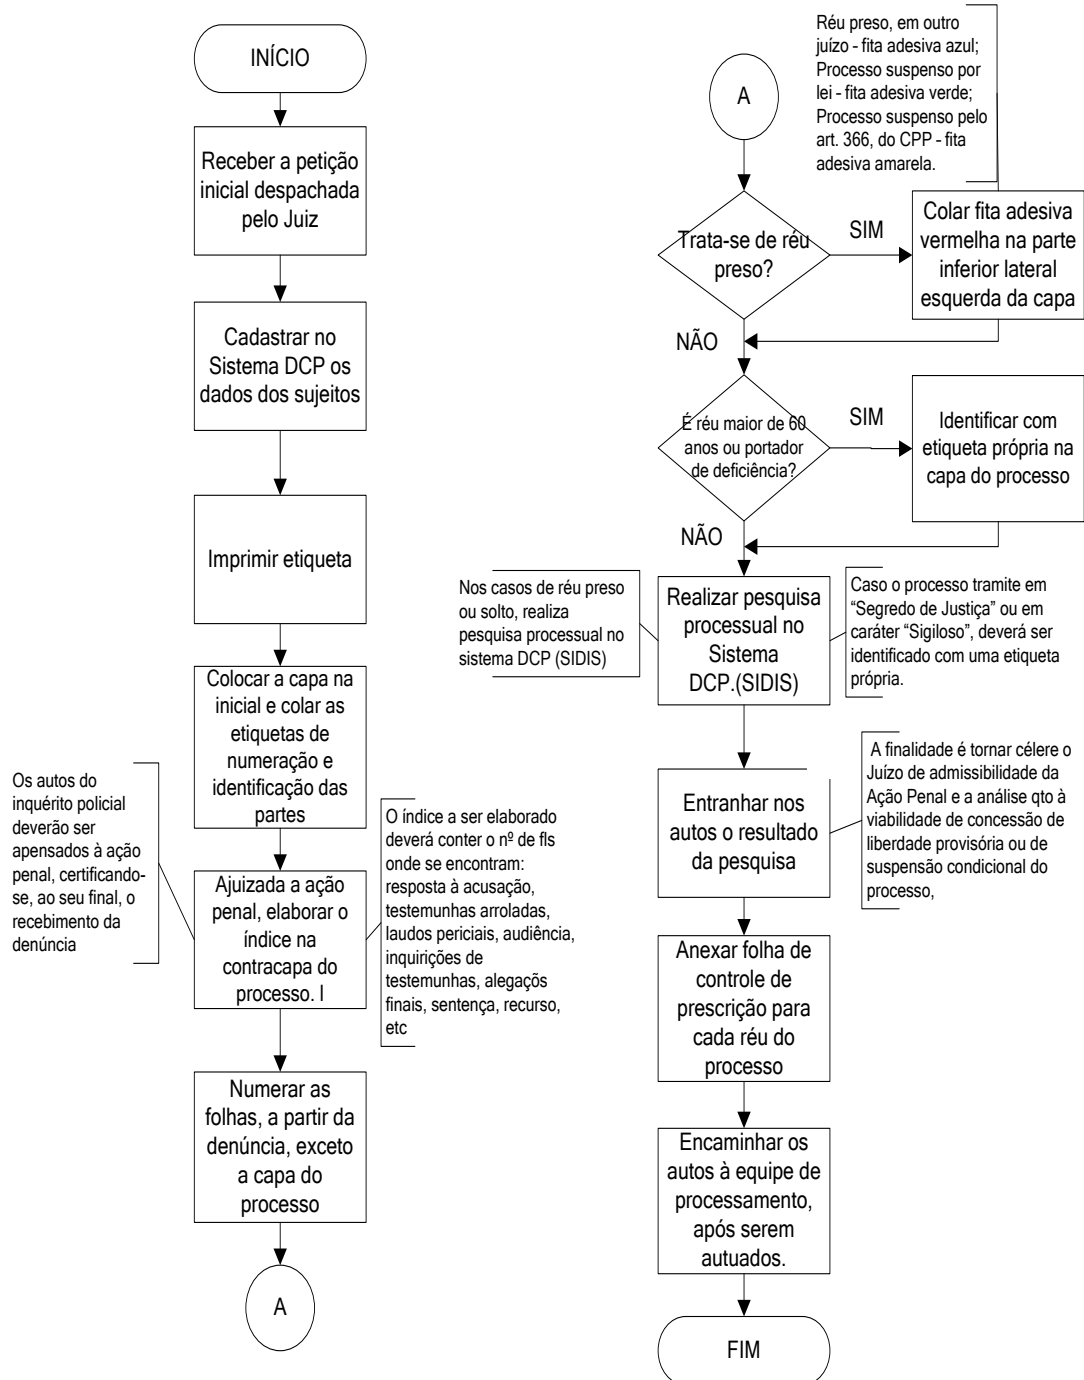 INÍCIO
Receber a petição
inicial despachada
pelo Juiz
Cadastrar no
Sistema DCP os
dados dos sujeitos
Imprimir etiqueta
Colocar a capa na
inicial e colar as
etiquetas de
numeração e
identificação das
partes
Os autos do
inquérito policial
deverão ser
apensados à ação
penal, certificando-
se, ao seu final, o
recebimento da
denúncia
Ajuizada a ação
penal, elaborar o
índice na
contracapa do
processo. I
O índice a ser elaborado
deverá conter o nº de fls
onde se encontram:
resposta à acusação,
testemunhas arroladas,
laudos periciais, audiência,
inquirições de
testemunhas, alegaçõs
finais, sentença, recurso,
etc
Numerar as
folhas, a partir da
denúncia, exceto
a capa do
processo
A
A
Réu preso, em outro
juízo - fita adesiva azul;
Processo suspenso por
lei - fita adesiva verde;
Processo suspenso pelo
art. 366, do CPP - fita
adesiva amarela.
Trata-se de réu
preso?
SIM
Colar fita adesiva
vermelha na parte
inferior lateral
esquerda da capa
NÃO
É réu maior de 60
anos ou portador
de deficiência?
SIM
Identificar com
etiqueta própria na
capa do processo
NÃO
Nos casos de réu preso
ou solto, realiza
pesquisa processual no
sistema DCP (SIDIS)
Realizar pesquisa
processual no
Sistema
DCP.(SIDIS)
Caso o processo tramite em
“Segredo de Justiça” ou em
caráter “Sigiloso”, deverá ser
identificado com uma etiqueta
própria.
Entranhar nos
autos o resultado
da pesquisa
A finalidade é tornar célere o
Juízo de admissibilidade da
Ação Penal e a análise qto à
viabilidade de concessão de
liberdade provisória ou de
suspensão condicional do
processo,
Anexar folha de
controle de
prescrição para
cada réu do
processo
Encaminhar os
autos à equipe de
processamento,
após serem
autuados.
FIM